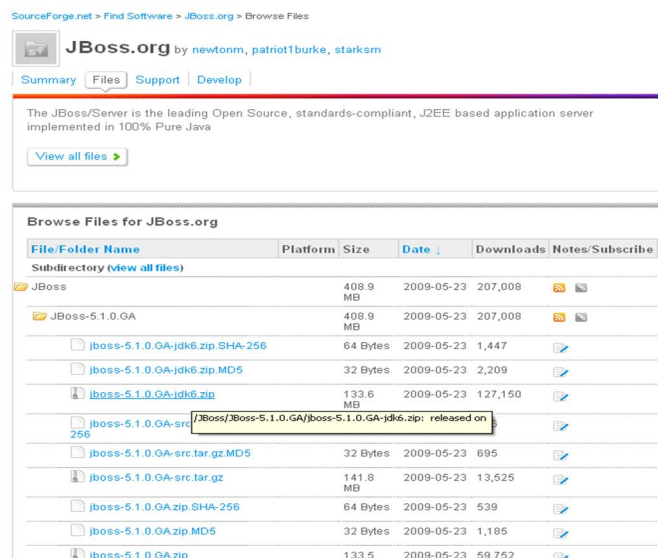 SourceForge.net > Find Software > JBoss.org > Browse Files
JBoss.org by newtonm, patriot1burke, starksm
Summary Files Support Develop
The JBoss/Server is the leading Open Source, standards-compliant, J2EE based application server
implemented in 100% Pure Java
View all files
Browse Files for JBoss.org
File/Folder Name Platform Size Date ↓ Downloads Notes/Subscribe
Subdirectory (view all files)
JBoss 408.9 MB 2009-05-23 207,008
JBoss-5.1.0.GA 408.9 MB 2009-05-23 207,008
jboss-5.1.0.GA-jdk6.zip.SHA-256 64 Bytes 2009-05-23 1,447
jboss-5.1.0.GA-jdk6.zip.MD5 32 Bytes 2009-05-23 2,209
jboss-5.1.0.GA-jdk6.zip 133.6 MB 2009-05-23 127,150
/JBoss/JBoss-5.1.0.GA/jboss-5.1.0.GA-jdk6.zip: released on
jboss-5.1.0.GA-src
256
jboss-5.1.0.GA-src.tar.gz.MD5 32 Bytes 2009-05-23 695
jboss-5.1.0.GA-src.tar.gz 141.8 MB 2009-05-23 13,525
jboss-5.1.0.GA.zip.SHA-256 64 Bytes 2009-05-23 539
jboss-5.1.0.GA.zip.MD5 32 Bytes 2009-05-23 1,185
jboss-5.1.0.GA.zip 133.5 2009-05-23 59,752